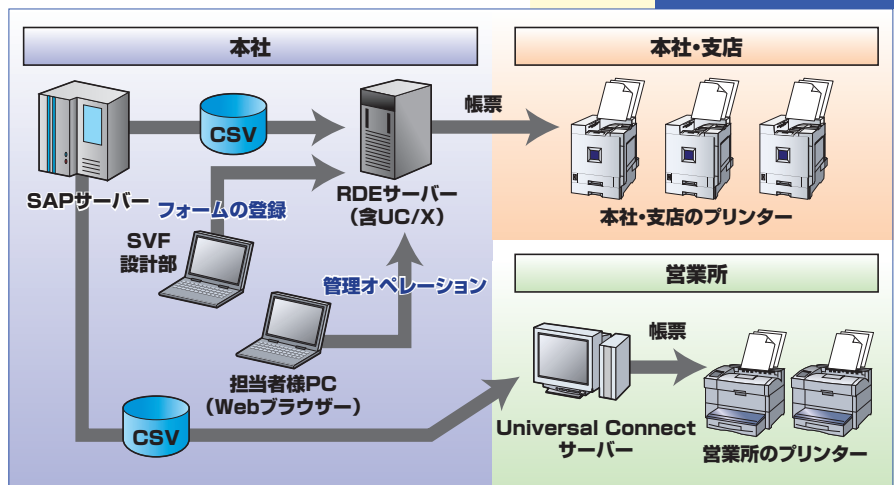 本社
本社・支店
SAPサーバー
CSV
RDEサーバー
（含UC/X）
帳票
本社・支店のプリンター
フォームの登録
SVF
設計部
管理オペレーション
担当者様PC
（Webブラウザー）
CSV
営業所
Universal Connect
サーバー
帳票
営業所のプリンター